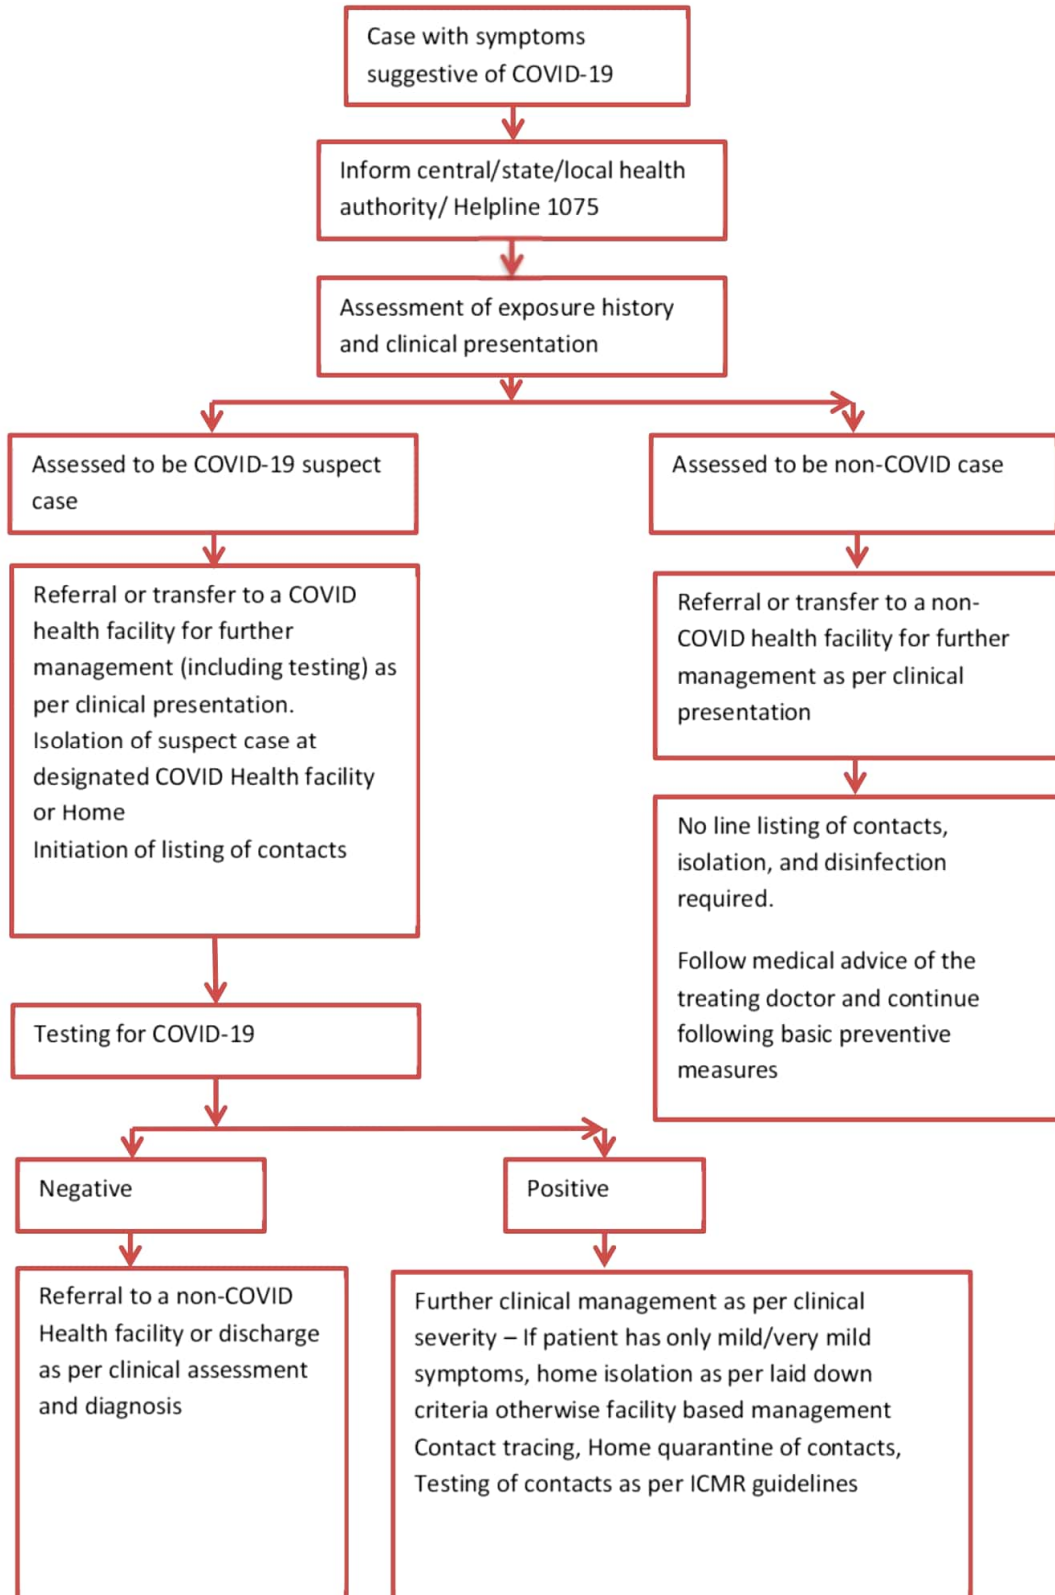 Case with symptoms
suggestive of COVID-19
Inform central/state/local health
authority/ Helpline 1075
Assessment of exposure history
and clinical presentation
Assessed to be COVID-19 suspect
case
Assessed to be non-COVID case
Referral or transfer to a COVID
health facility for further
management (including testing) as
per clinical presentation.
Isolation of suspect case at
designated COVID Health facility
or Home
Initiation of listing of contacts
Referral or transfer to a non-
COVID health facility for further
management as per clinical
presentation
No line listing of contacts,
isolation, and disinfection
required.
Follow medical advice of the
treating doctor and continue
following basic preventive
measures
Testing for COVID-19
Negative
Positive
Referral to a non-COVID
Health facility or discharge
as per clinical assessment
and diagnosis
Further clinical management as per clinical
severity – If patient has only mild/very mild
symptoms, home isolation as per laid down
criteria otherwise facility based management
Contact tracing, Home quarantine of contacts,
Testing of contacts as per ICMR guidelines